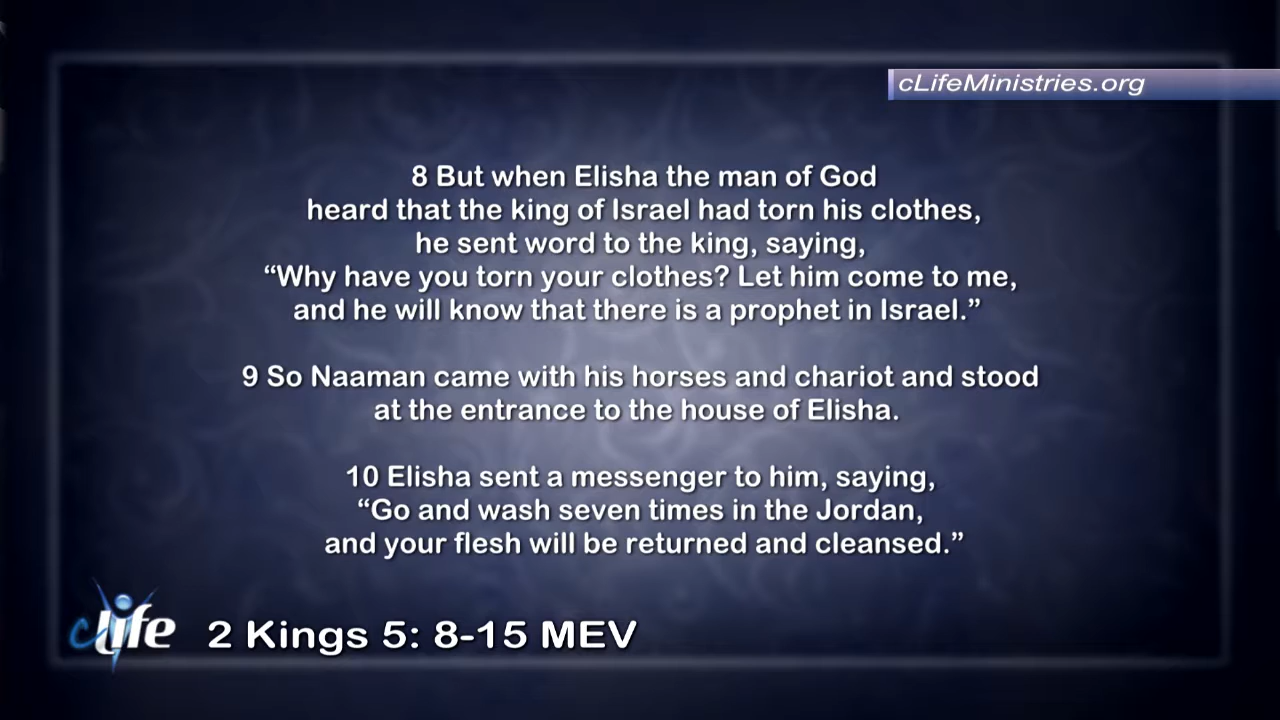 cLifeMinistries.org
8 But when Elisha the man of God
heard that the king of Israel had torn his clothes,
he sent word to the king, saying,
“Why have you torn your clothes? Let him come to me,
and he will know that there is a prophet in Israel.”
9 So Naaman came with his horses and chariot and stood
at the entrance to the house of Elisha.
10 Elisha sent a messenger to him, saying,
“Go and wash seven times in the Jordan,
and your flesh will be returned and cleansed.”
cLife
2 Kings 5: 8-15 MEV